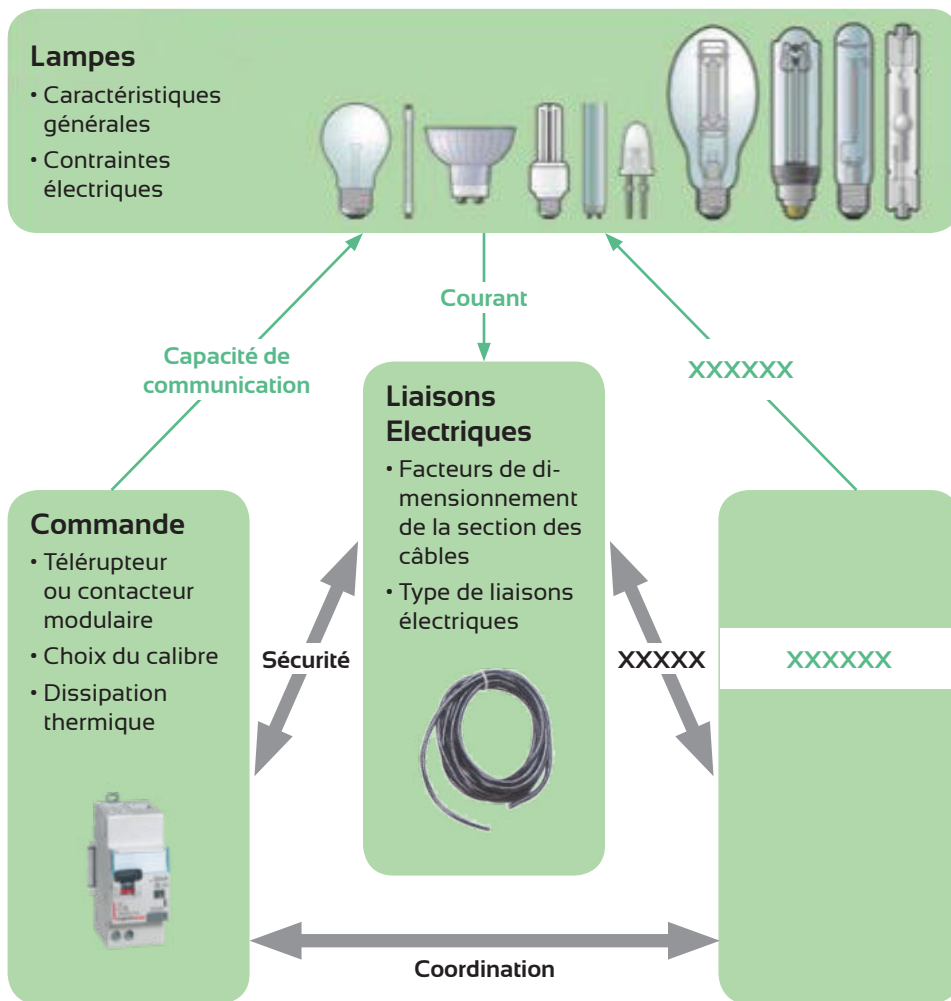 Lampes
• Caractéristiques
générales
• Contraintes
électriques
Courant
Capacité de
communication
XXXXXX
Liaisons
Electriques
• Facteurs de di-
mensionnement
de la section des
câbles
• Type de liaisons
électriques
Commande
• Télérupteur
ou contacteur
modulaire
• Choix du calibre
• Dissipation
thermique
Sécurité
XXXXX
XXXXXX
Coordination